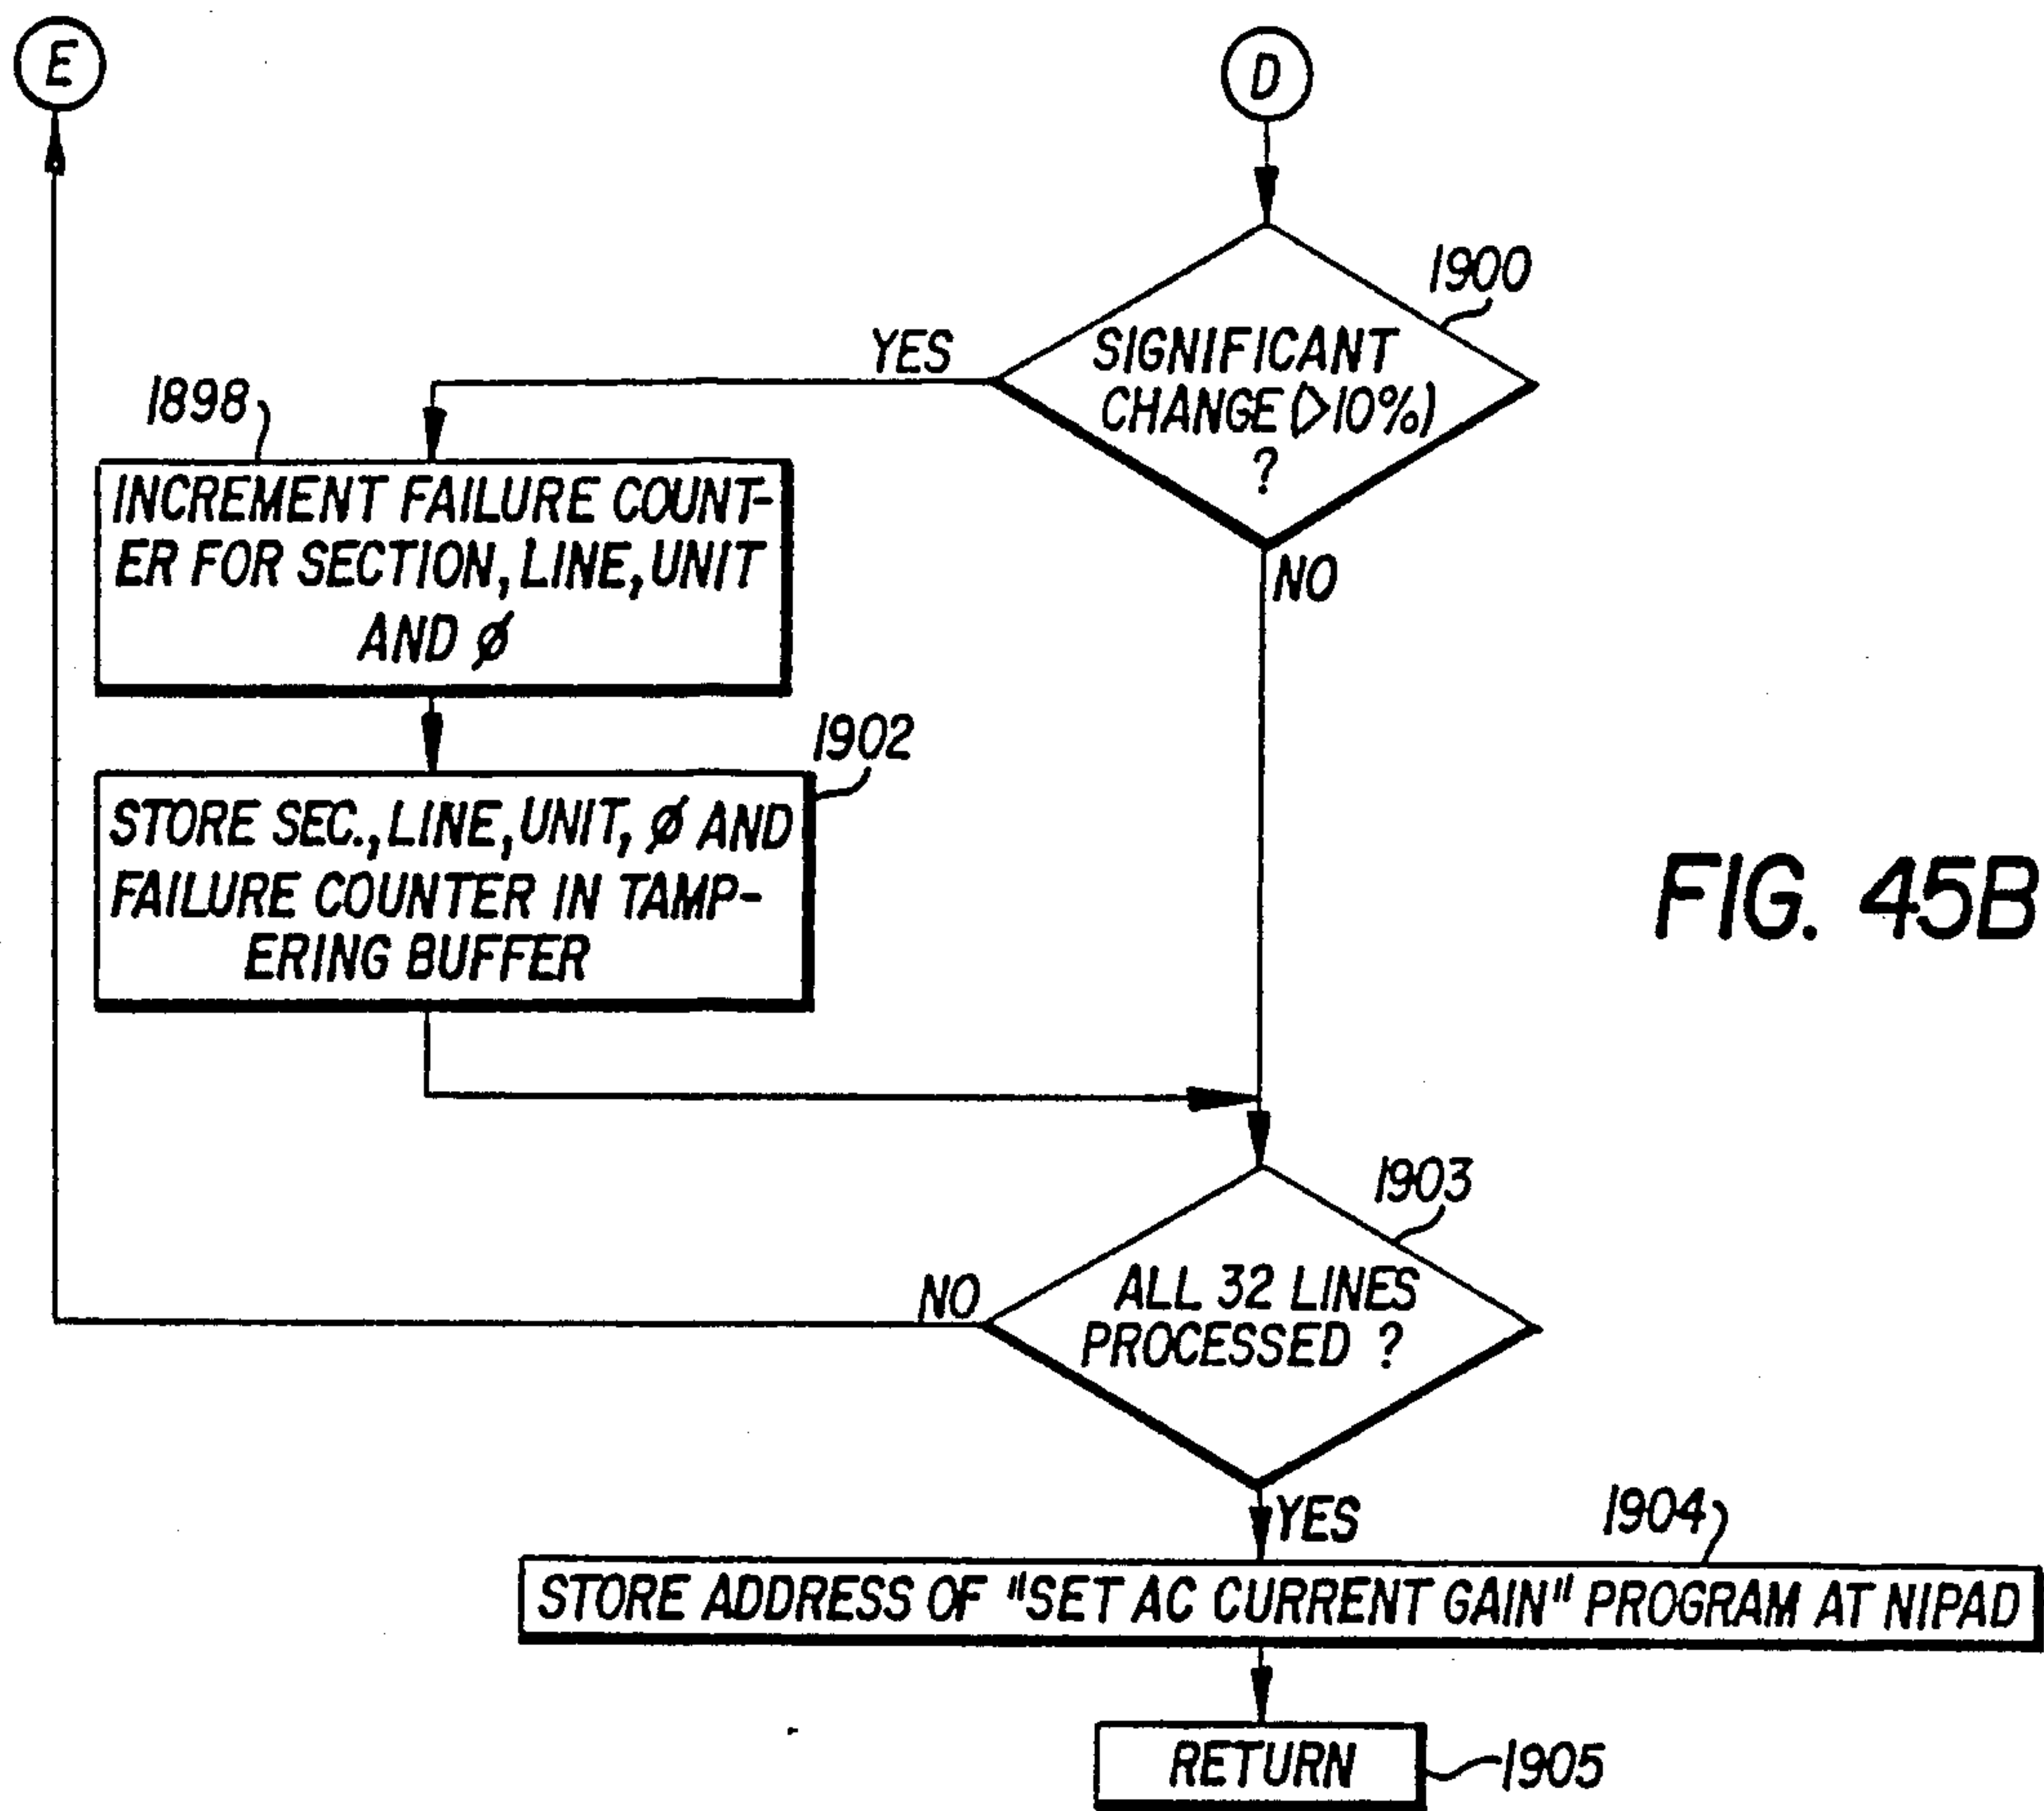 E
D
1900
SIGNIFICANT
CHANGE (>10%)
?
YES
NO
1898
INCREMENT FAILURE COUNT-
ER FOR SECTION, LINE, UNIT
AND ø
1902
STORE SEC., LINE, UNIT, ø AND
FAILURE COUNTER IN TAMP-
ERING BUFFER
FIG. 45B
1903
ALL 32 LINES
PROCESSED ?
NO
YES
1904
STORE ADDRESS OF "SET AC CURRENT GAIN" PROGRAM AT NIPAD
RETURN
1905